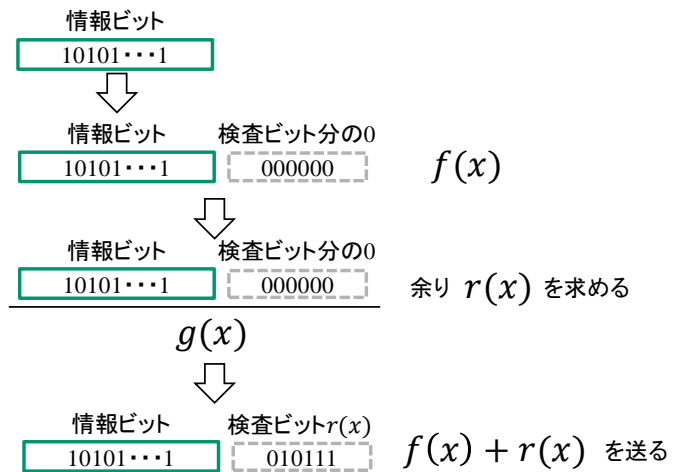 情報ビット
10101・・・1
情報ビット 検査ビット分の0
10101・・・1 000000 f(x)
情報ビット 検査ビット分の0
10101・・・1 000000 余り r(x) を求める
g(x)
情報ビット 検査ビットr(x)
10101・・・1 010111 f(x) + r(x) を送る